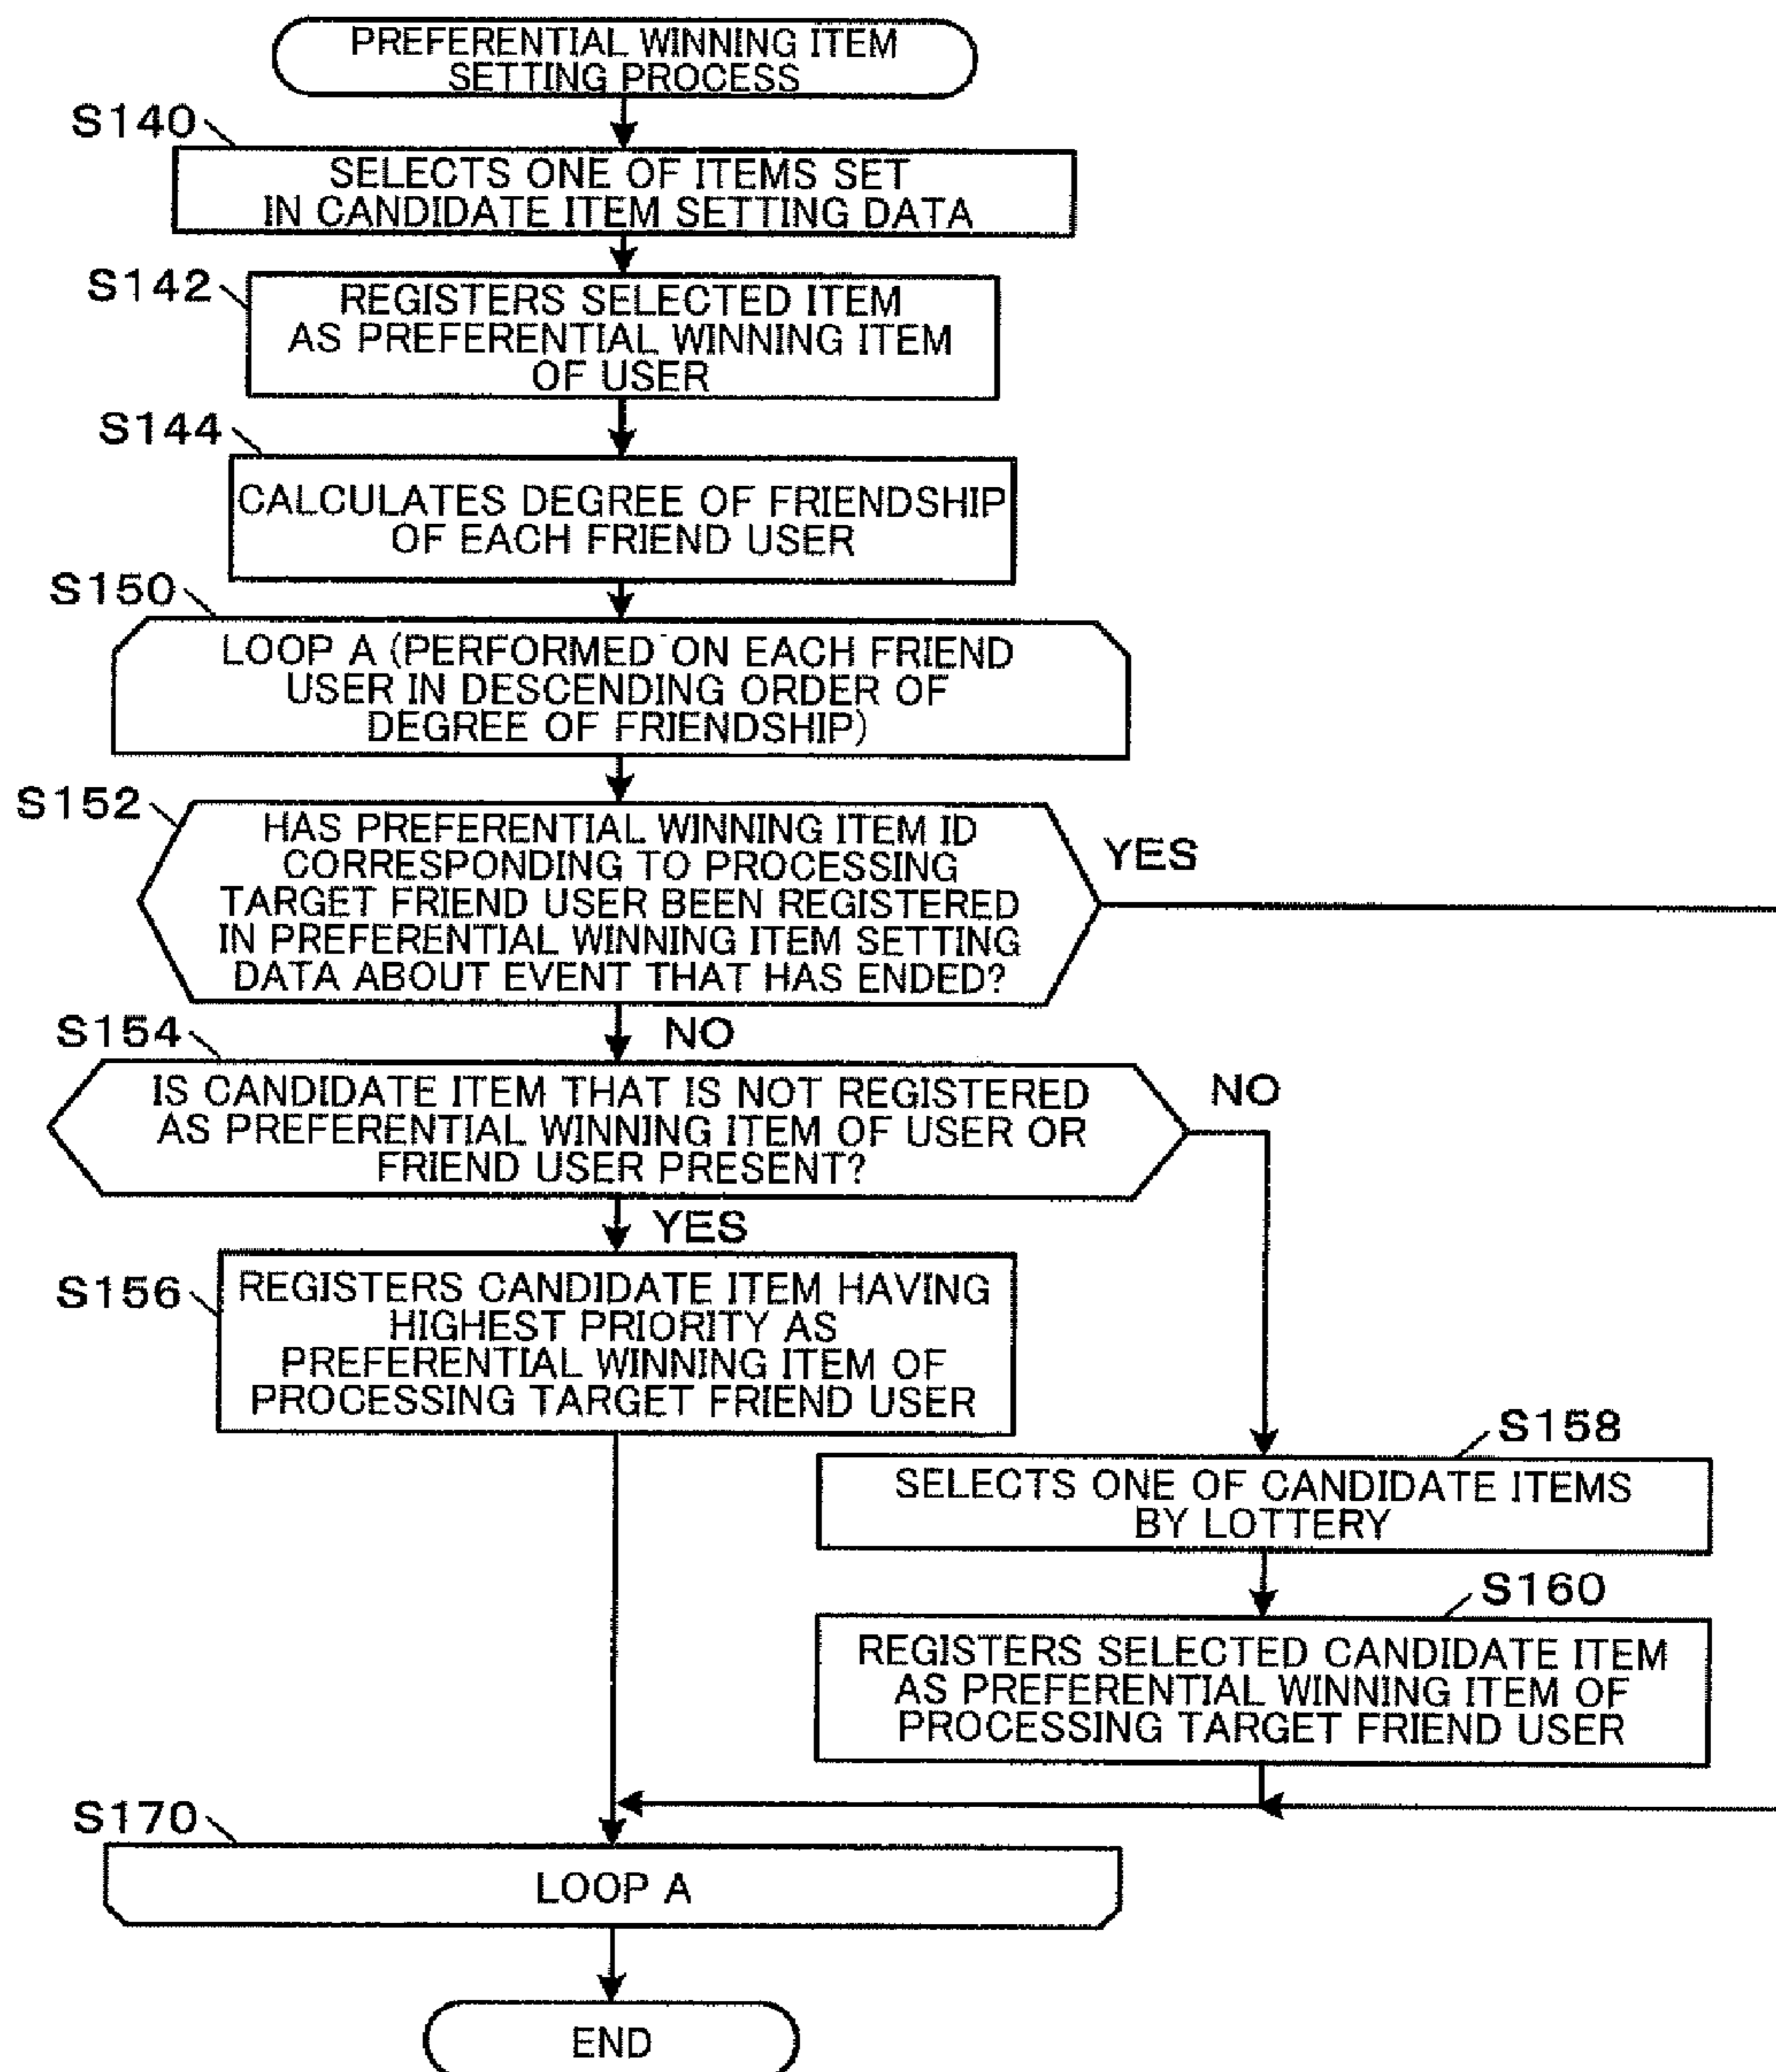 PREFERENTIAL WINNING ITEM
SETTING PROCESS
S140
SELECTS ONE OF ITEMS SET
IN CANDIDATE ITEM SETTING DATA
S142
REGISTERS SELECTED ITEM
AS PREFERENTIAL WINNING ITEM
OF USER
S144
CALCULATES DEGREE OF FRIENDSHIP
OF EACH FRIEND USER
S150
LOOP A (PERFORMED ON EACH FRIEND
USER IN DESCENDING ORDER OF
DEGREE OF FRIENDSHIP)
S152
HAS PREFERENTIAL WINNING ITEM ID
CORRESPONDING TO PROCESSING
TARGET FRIEND USER BEEN REGISTERED
IN PREFERENTIAL WINNING ITEM SETTING
DATA ABOUT EVENT THAT HAS ENDED?
YES
NO
S154
IS CANDIDATE ITEM THAT IS NOT REGISTERED
AS PREFERENTIAL WINNING ITEM OF USER OR
FRIEND USER PRESENT?
NO
YES
S156
REGISTERS CANDIDATE ITEM HAVING
HIGHEST PRIORITY AS
PREFERENTIAL WINNING ITEM OF
PROCESSING TARGET FRIEND USER
S158
SELECTS ONE OF CANDIDATE ITEMS
BY LOTTERY
S160
REGISTERS SELECTED CANDIDATE ITEM
AS PREFERENTIAL WINNING ITEM OF
PROCESSING TARGET FRIEND USER
S170
LOOP A
END